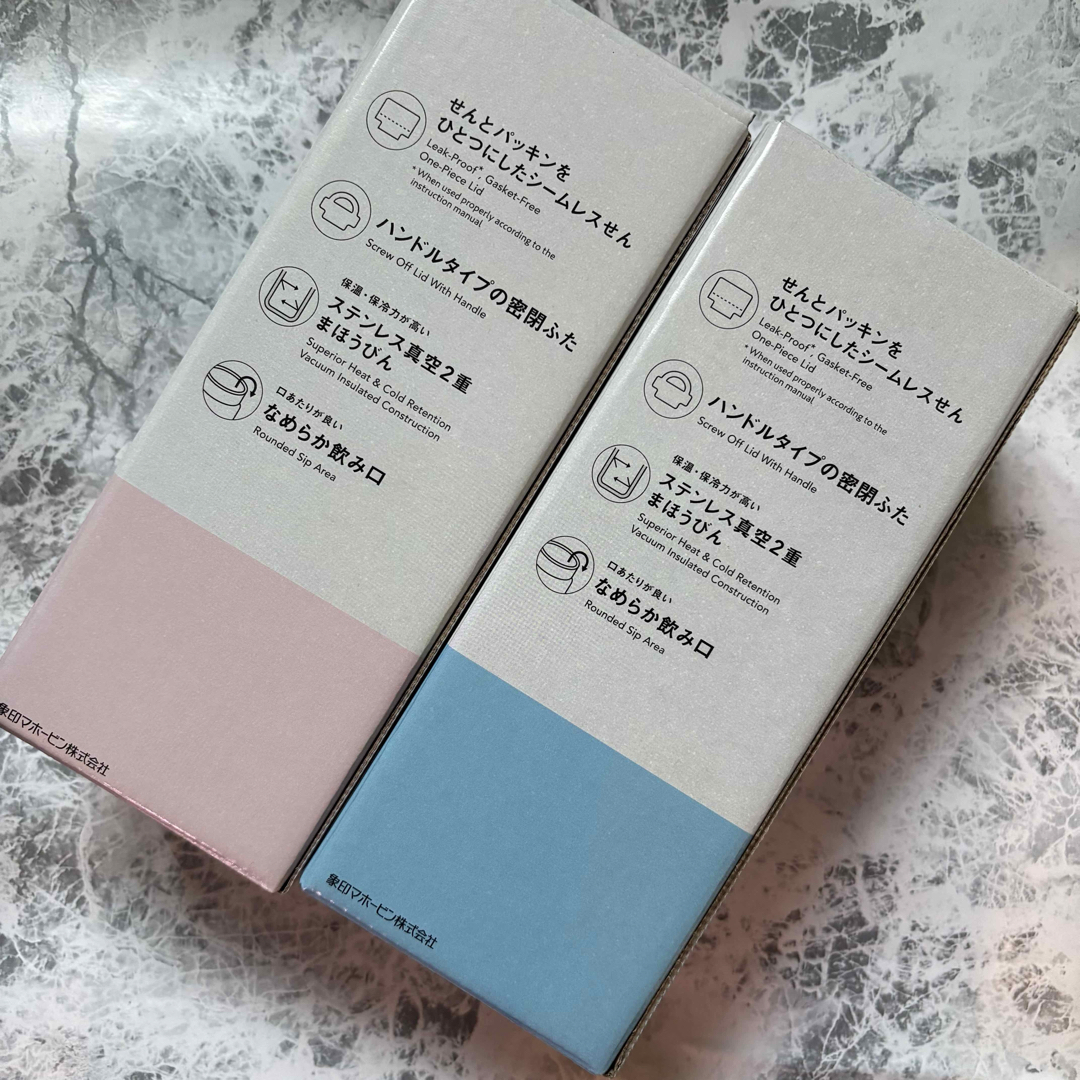 せんとパッキンを
ひとつにしたシームレスせん
Leak-Proof*, Gasket-Free
One-Piece Lid
* When used properly according to the
instruction manual
ハンドルタイプの密閉ふた
Screw Off Lid With Handle
保温・保冷力が高い
ステンレス真空2重
まほうびん
Superior Heat & Cold Retention
Vacuum Insulated Construction
口あたりが良い
なめらか飲み口
Rounded Sip Area
象印マホービン株式会社
せんとパッキンを
ひとつにしたシームレスせん
Leak-Proof*, Gasket-Free
One-Piece Lid
* When used properly according to the
instruction manual
ハンドルタイプの密閉ふた
Screw Off Lid With Handle
保温・保冷力が高い
ステンレス真空2重
まほうびん
Superior Heat & Cold Retention
Vacuum Insulated Construction
口あたりが良い
なめらか飲み口
Rounded Sip Area
象印マホービン株式会社